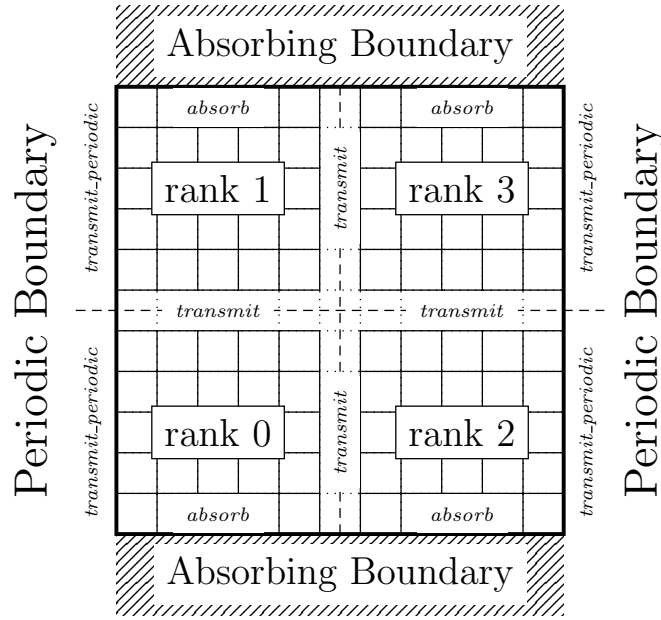 Absorbing Boundary
absorb
absorb
Periodic Boundary
transmit_periodic
rank 1
transmit
rank 3
transmit_periodic
Periodic Boundary
transmit
transmit
transmit_periodic
rank 0
transmit
rank 2
transmit_periodic
absorb
absorb
Absorbing Boundary